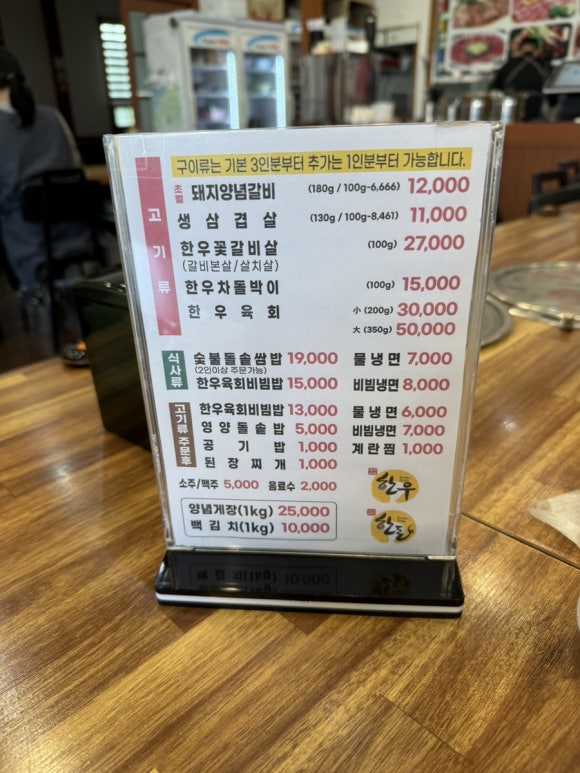 구이류는 기본 3인분부터 추가는 1인분부터 가능합니다.
고기류
초벌 돼지양념갈비 (180g / 100g-6,666) 12,000
생삼겹살 (130g / 100g-8,461) 11,000
한우꽃갈비살 (100g) 27,000
(갈비본살/살치살)
한우차돌박이 (100g) 15,000
한우육회 小 (200g) 30,000
大 (350g) 50,000
식사류
숯불돌솥쌈밥 19,000 물냉면 7,000
(2인이상 주문가능)
한우육회비빔밥 15,000 비빔냉면 8,000
고기류 주문후
한우육회비빔밥 13,000 물냉면 6,000
영양돌솥밥 5,000 비빔냉면 7,000
공기밥 1,000 계란찜 1,000
된장찌개 1,000
소주/맥주 5,000 음료수 2,000
한우
양념게장(1kg) 25,000
백김치(1kg) 10,000
한돈